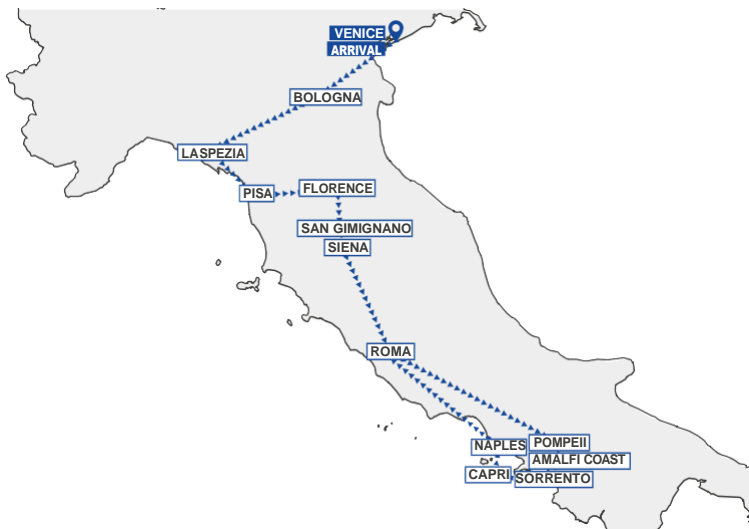 VENICE
ARRIVAL
BOLOGNA
LASPEZIA
PISA
FLORENCE
SAN GIMIGNANO
SIENA
ROMA
NAPLES
POMPEII
AMALFI COAST
CAPRI
SORRENTO